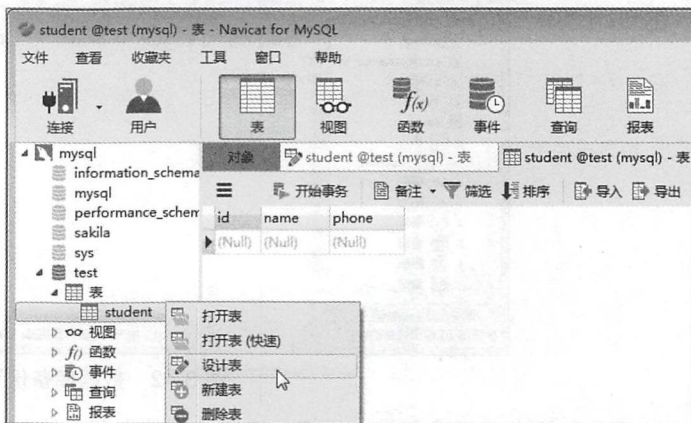 student @test (mysql) - 表 - Navicat for MySQL
文件 查看 收藏夹 工具 窗口 帮助
连接 用户 表 视图 函数 事件 查询 报表
mysql
对象 student @test (mysql) - 表 student @test (mysql) - 表
information_schema
mysql
开始事务 备注 筛选 排序 导入 导出
performance_schem
id name phone
sakila
(Null) (Null) (Null)
sys
test
表
student
打开表
视图
打开表 (快速)
函数
设计表
事件
新建表
查询
删除表
报表